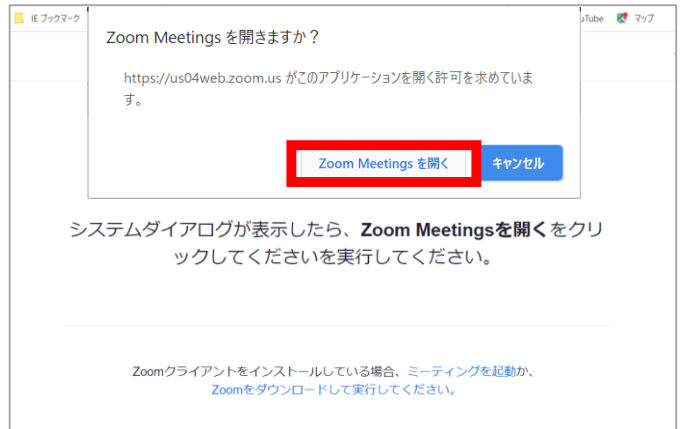 IE ブックマーク
uTube
マップ
Zoom Meetings を開きますか？
https://us04web.zoom.us がこのアプリケーションを開く許可を求めていま
す。
Zoom Meetings を開く
キャンセル
システムダイアログが表示したら、Zoom Meetingsを開くをクリ
ックしてくださいを実行してください。
Zoomクライアントをインストールしている場合、ミーティングを起動か、
Zoomをダウンロードして実行してください。